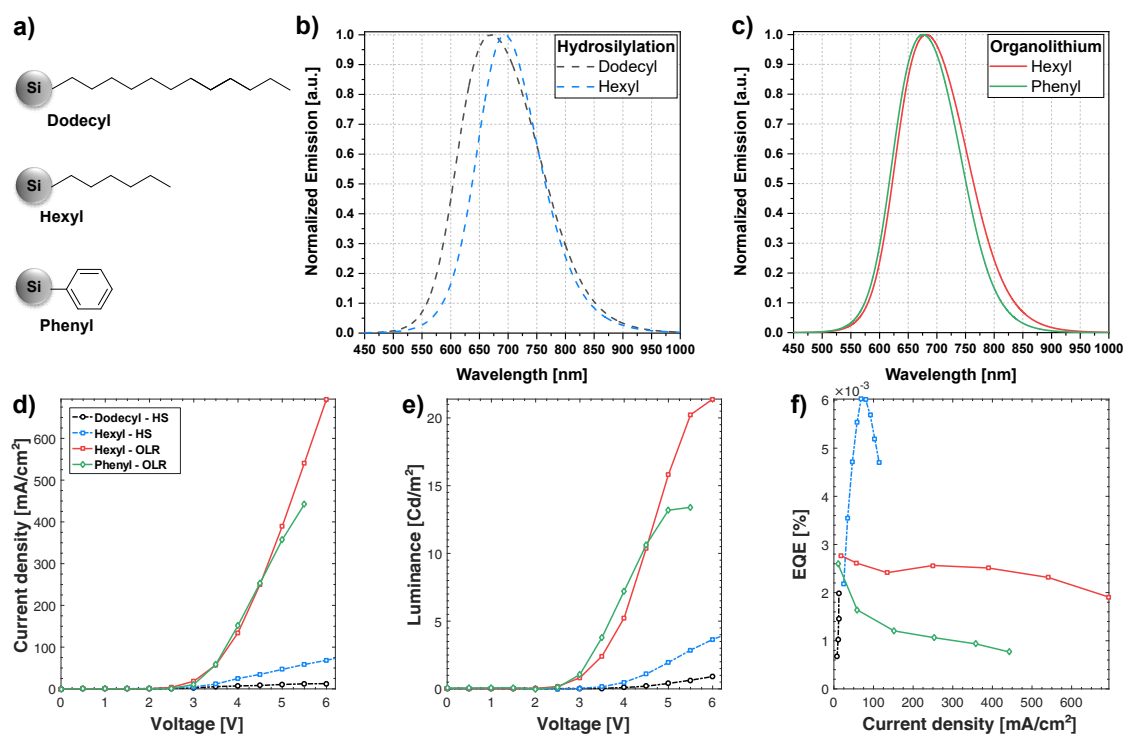 a)
Si
Dodecyl
Si
Hexyl
Si
Phenyl
b)
Normalized Emission [a.u.]
1.0
0.9
0.8
0.7
0.6
0.5
0.4
0.3
0.2
0.1
0.0
Hydrosilylation
Dodecyl
Hexyl
450 500 550 600 650 700 750 800 850 900 950 1000
Wavelength [nm]
c)
Normalized Emission [a.u.]
1.0
0.9
0.8
0.7
0.6
0.5
0.4
0.3
0.2
0.1
0.0
Organolithium
Hexyl
Phenyl
450 500 550 600 650 700 750 800 850 900 950 1000
Wavelength [nm]
d)
Current density [mA/cm²]
600
500
400
300
200
100
0
Dodecyl - HS
Hexyl - HS
Hexyl - OLR
Phenyl - OLR
0 1 2 3 4 5 6
Voltage [V]
e)
Luminance [Cd/m²]
20
15
10
5
0
0 1 2 3 4 5 6
Voltage [V]
f)
×10⁻³
EQE [%]
6
5
4
3
2
1
0
0 100 200 300 400 500 600
Current density [mA/cm²]